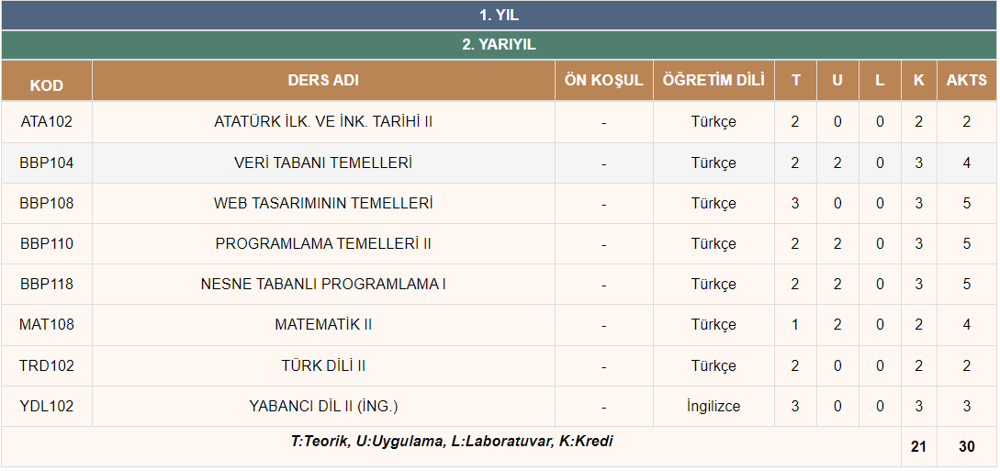 1. YIL
2. YARIYIL
KOD DERS ADI ÖN KOŞUL ÖĞRETİM DİLİ T U L K AKTS
ATA102 ATATÜRK İLK. VE İNK. TARİHİ II - Türkçe 2 0 0 2 2
BBP104 VERİ TABANI TEMELLERİ - Türkçe 2 2 0 3 4
BBP108 WEB TASARIMININ TEMELLERİ - Türkçe 3 0 0 3 5
BBP110 PROGRAMLAMA TEMELLERİ II - Türkçe 2 2 0 3 5
BBP118 NESNE TABANLI PROGRAMLAMA I - Türkçe 2 2 0 3 5
MAT108 MATEMATİK II - Türkçe 1 2 0 2 4
TRD102 TÜRK DİLİ II - Türkçe 2 0 0 2 2
YDL102 YABANCI DİL II (İNG.) - İngilizce 3 0 0 3 3
T:Teorik, U:Uygulama, L:Laboratuvar, K:Kredi 21 30